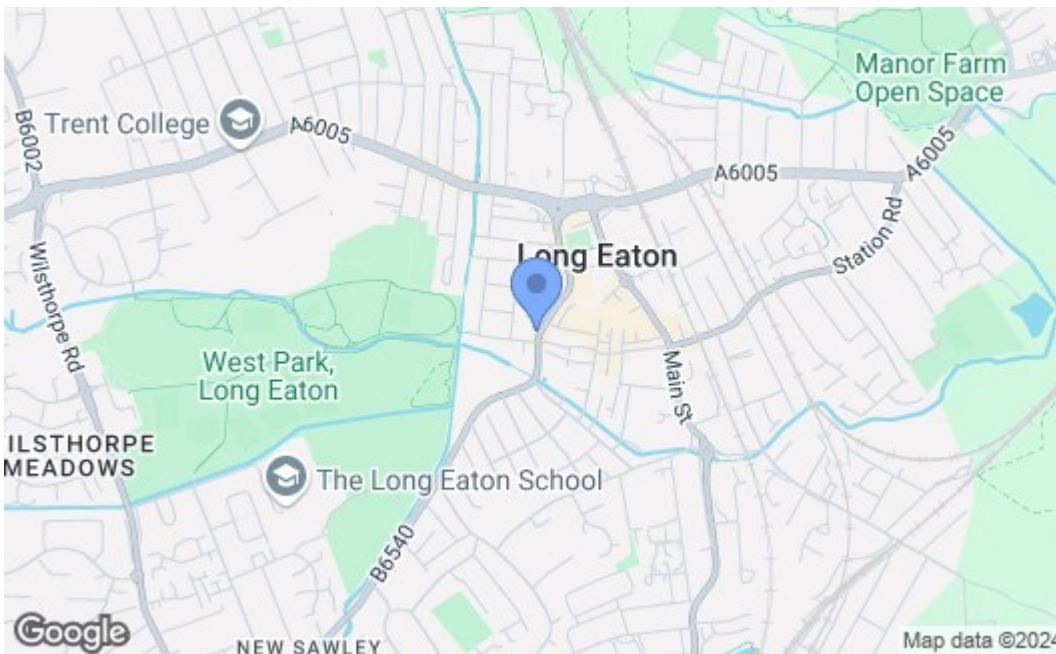 Manor Farm
Open Space
B6002
Trent College
A6005
A6005
A6005
Long Eaton
Station Rd
Wilsthorpe Rd
West Park,
Long Eaton
Main St
ILSTHORPE
MEADOWS
The Long Eaton School
B6540
NEW SAWLEY
Google
Map data ©2024